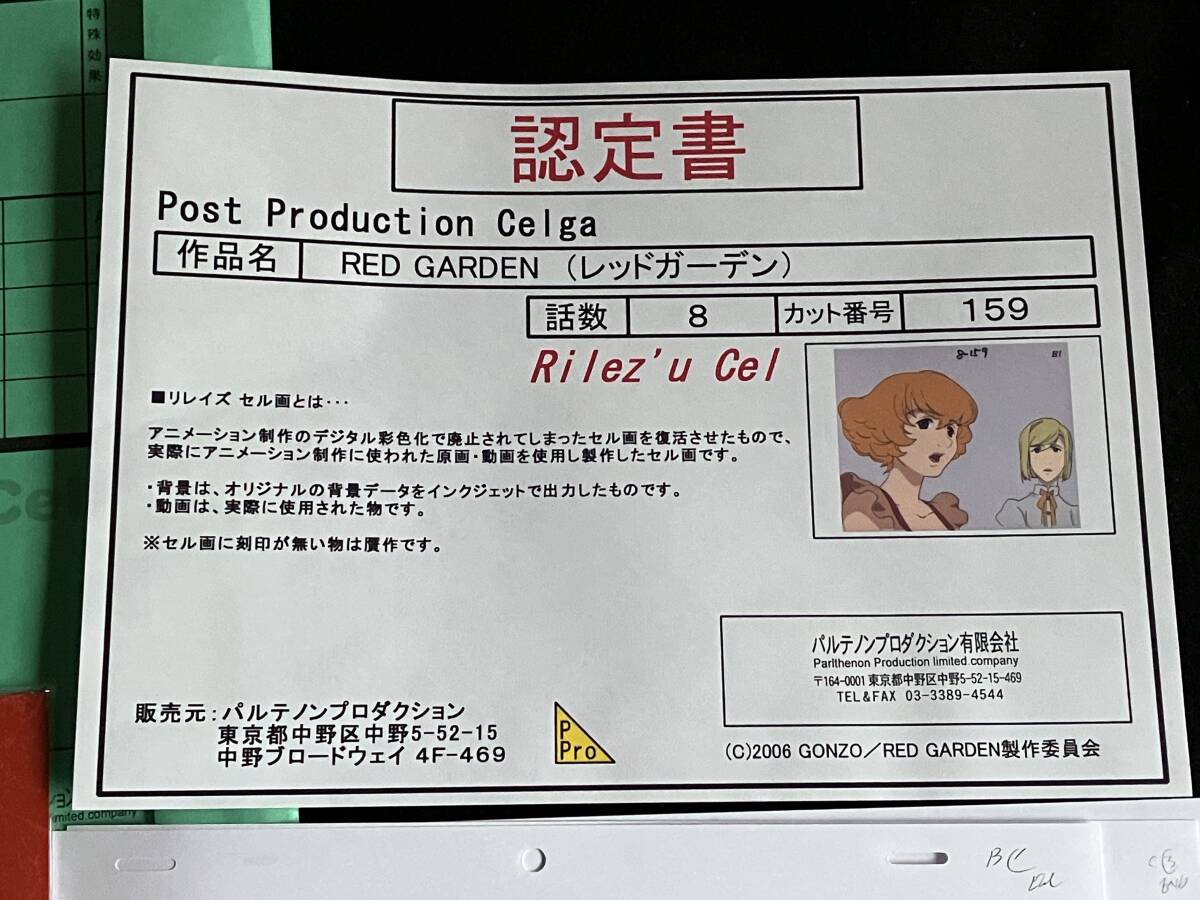 特殊効果
認定書
Post Production Celga
作品名 RED GARDEN （レッドガーデン）
話数 8 カット番号 159
Rilez'u Cel
8-159 B1
■リレイズ セル画とは･･･
アニメーション制作のデジタル彩色化で廃止されてしまったセル画を復活させたもので、
実際にアニメーション制作に使われた原画・動画を使用し製作したセル画です。
・背景は、オリジナルの背景データをインクジェットで出力したものです。
・動画は、実際に使用された物です。
※セル画に刻印が無い物は贋作です。
パルテノンプロダクション有限会社
Parlthenon Production limited.company
〒164-0001 東京都中野区中野5-52-15-469
TEL＆FAX 03-3389-4544
販売元：パルテノンプロダクション
東京都中野区中野5-52-15
中野ブロードウェイ 4F-469
P
Pro
(C)2006 GONZO／RED GARDEN製作委員会
ョン
limited.company
Cel